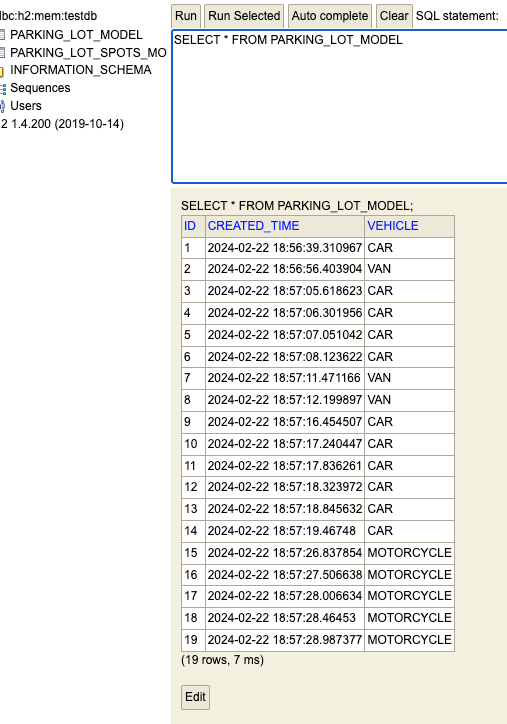 lbc:h2:mem:testdb
PARKING_LOT_MODEL
PARKING_LOT_SPOTS_MO
INFORMATION_SCHEMA
Sequences
Users
2 1.4.200 (2019-10-14)
Run Run Selected Auto complete Clear SQL statement:
SELECT * FROM PARKING_LOT_MODEL
SELECT * FROM PARKING_LOT_MODEL;
ID CREATED_TIME VEHICLE
1 2024-02-22 18:56:39.310967 CAR
2 2024-02-22 18:56:56.403904 VAN
3 2024-02-22 18:57:05.618623 CAR
4 2024-02-22 18:57:06.301956 CAR
5 2024-02-22 18:57:07.051042 CAR
6 2024-02-22 18:57:08.123622 CAR
7 2024-02-22 18:57:11.471166 VAN
8 2024-02-22 18:57:12.199897 VAN
9 2024-02-22 18:57:16.454507 CAR
10 2024-02-22 18:57:17.240447 CAR
11 2024-02-22 18:57:17.836261 CAR
12 2024-02-22 18:57:18.323972 CAR
13 2024-02-22 18:57:18.845632 CAR
14 2024-02-22 18:57:19.46748 CAR
15 2024-02-22 18:57:26.837854 MOTORCYCLE
16 2024-02-22 18:57:27.506638 MOTORCYCLE
17 2024-02-22 18:57:28.006634 MOTORCYCLE
18 2024-02-22 18:57:28.46453 MOTORCYCLE
19 2024-02-22 18:57:28.987377 MOTORCYCLE
(19 rows, 7 ms)
Edit